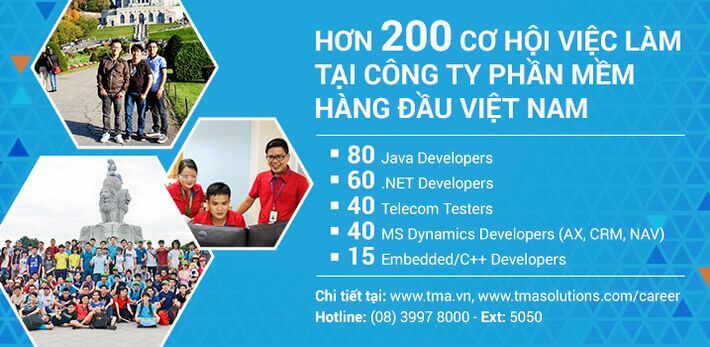 HƠN 200 CƠ HỘI VIỆC LÀM
TẠI CÔNG TY PHẦN MỀM
HÀNG ĐẦU VIỆT NAM
80 Java Developers
60 .NET Developers
40 Telecom Testers
40 MS Dynamics Developers (AX, CRM, NAV)
15 Embedded/C++ Developers
Chi tiết tại: www.tma.vn, www.tmasolutions.com/career
Hotline: (08) 3997 8000 - Ext: 5050